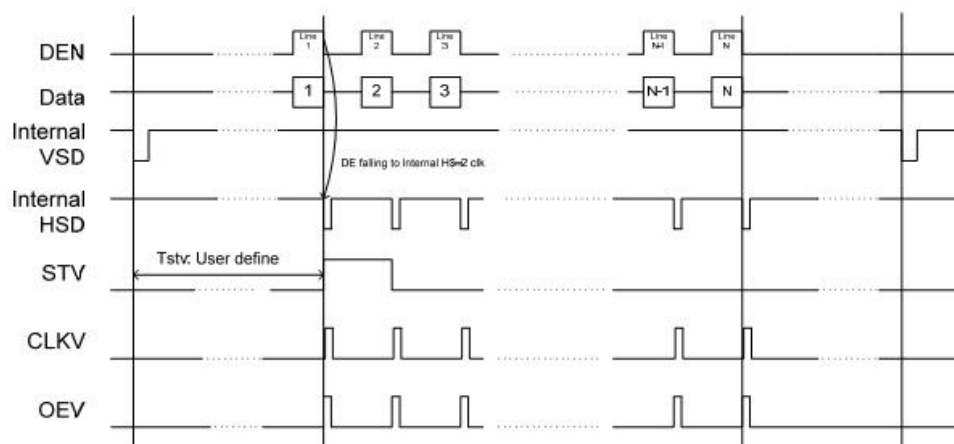 DEN
Line
1
Line
2
Line
3
Line
N-1
Line
N
Data
1
2
3
N-1
N
Internal
VSD
DE falling to Internal HS=2 clk
Internal
HSD
Tstv: User define
STV
CLKV
OEV